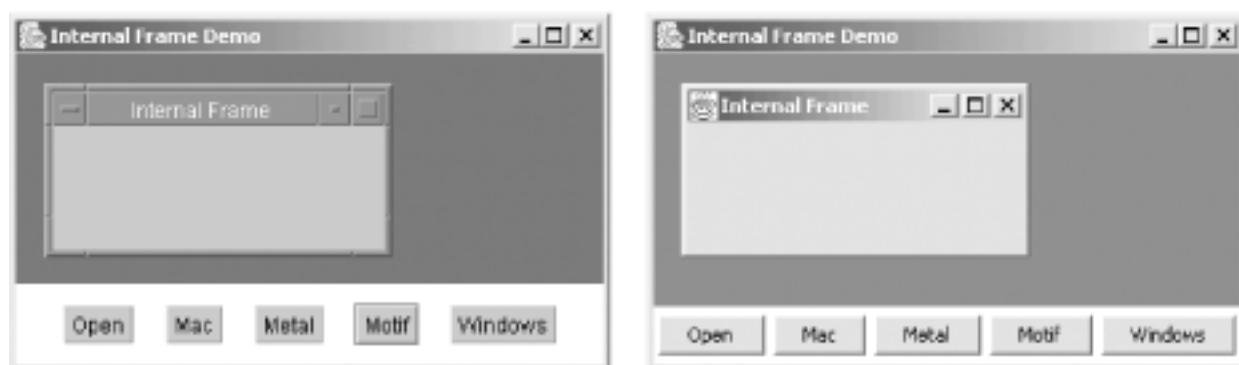 Internal Frame Demo
Internal Frame
Open Mac Metal Motif Windows
Internal Frame Demo
Internal Frame
Open Mac Metal Motif Windows